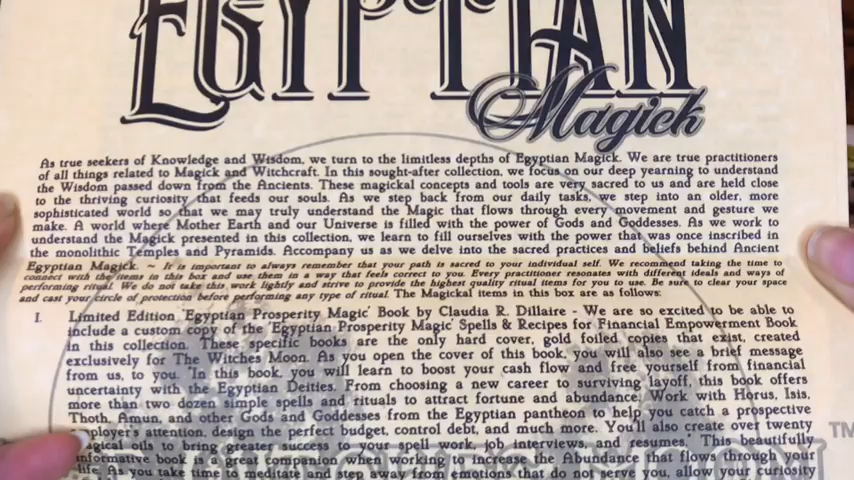 EGYPTIAN
Magick
As true seekers of Knowledge and Wisdom, we turn to the limitless depths of Egyptian Magick. We are true practitioners
of all things related to Magick and Witchcraft. In this sought-after collection, we focus on our deep yearning to understand
the Wisdom passed down from the Ancients. These magickal concepts and tools are very sacred to us and are held close
to the thriving curiosity that feeds our souls. As we step back from our daily tasks, we step into an older, more
sophisticated world so that we may truly understand the Magic that flows through every movement and gesture we
make. A world where Mother Earth and our Universe is filled with the power of Gods and Goddesses. As we work to
understand the Magick presented in this collection, we learn to fill ourselves with the power that was once inscribed in
the monolithic Temples and Pyramids. Accompany us as we delve into the sacred practices and beliefs behind Ancient
Egyptian Magick. ~ It is important to always remember that your path is sacred to your individual self. We recommend taking the time to
connect with the items in this box and use them in a way that feels correct to you. Every practitioner resonates with different ideals and ways of
performing ritual. We do not take this work lightly and strive to provide the highest quality ritual items for you to use. Be sure to clear your space
and cast your circle of protection before performing any type of ritual. The Magickal items in this box are as follows:
1. Limited Edition 'Egyptian Prosperity Magic' Book by Claudia R. Dillaire - We are so excited to be able to
include a custom copy of the 'Egyptian Prosperity Magic' Spells & Recipes for Financial Empowerment Book
in this collection. These specific books are the only hard cover, gold foiled copies that exist, created
exclusively for The Witches Moon. As you open the cover of this book, you will also see a brief message
from us, to you. 'In this book, you will learn to boost your cash flow and free yourself from financial
uncertainty with the Egyptian Deities. From choosing a new career to surviving layoff, this book offers
more than two dozen simple spells and rituals to attract fortune and abundance. Work with Horus, Isis,
Thoth, Amun, and other Gods and Goddesses from the Egyptian pantheon to help you catch a prospective
attention, design the perfect budget, control debt, and much more. You'll also create over twenty
oils to bring greater success to your spell work, job interviews, and resumes.' This beautifully
informative book is a great companion when working to increase the Abundance that flows through your
life. As you take time to meditate and step away from emotions that do not serve you, allow your curiosity
TM